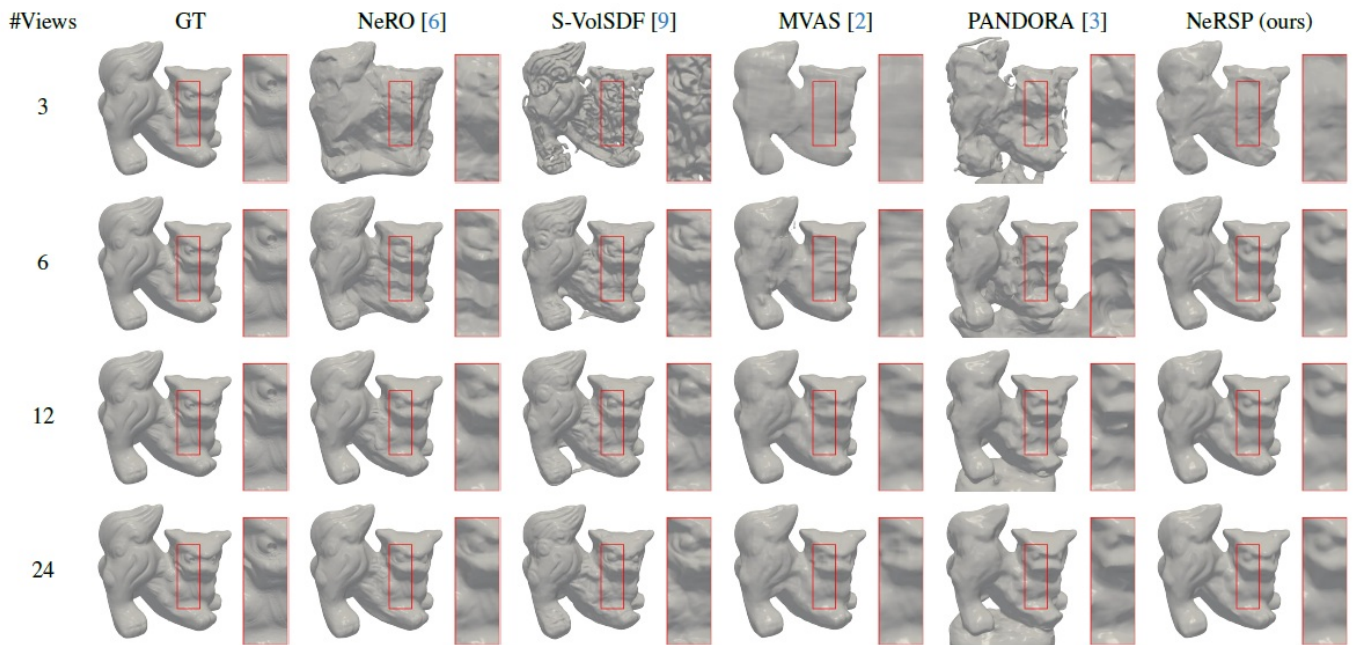 #Views GT NeRO [6] S-VolSDF [9] MVAS [2] PANDORA [3] NeRSP (ours)
3
6
12
24